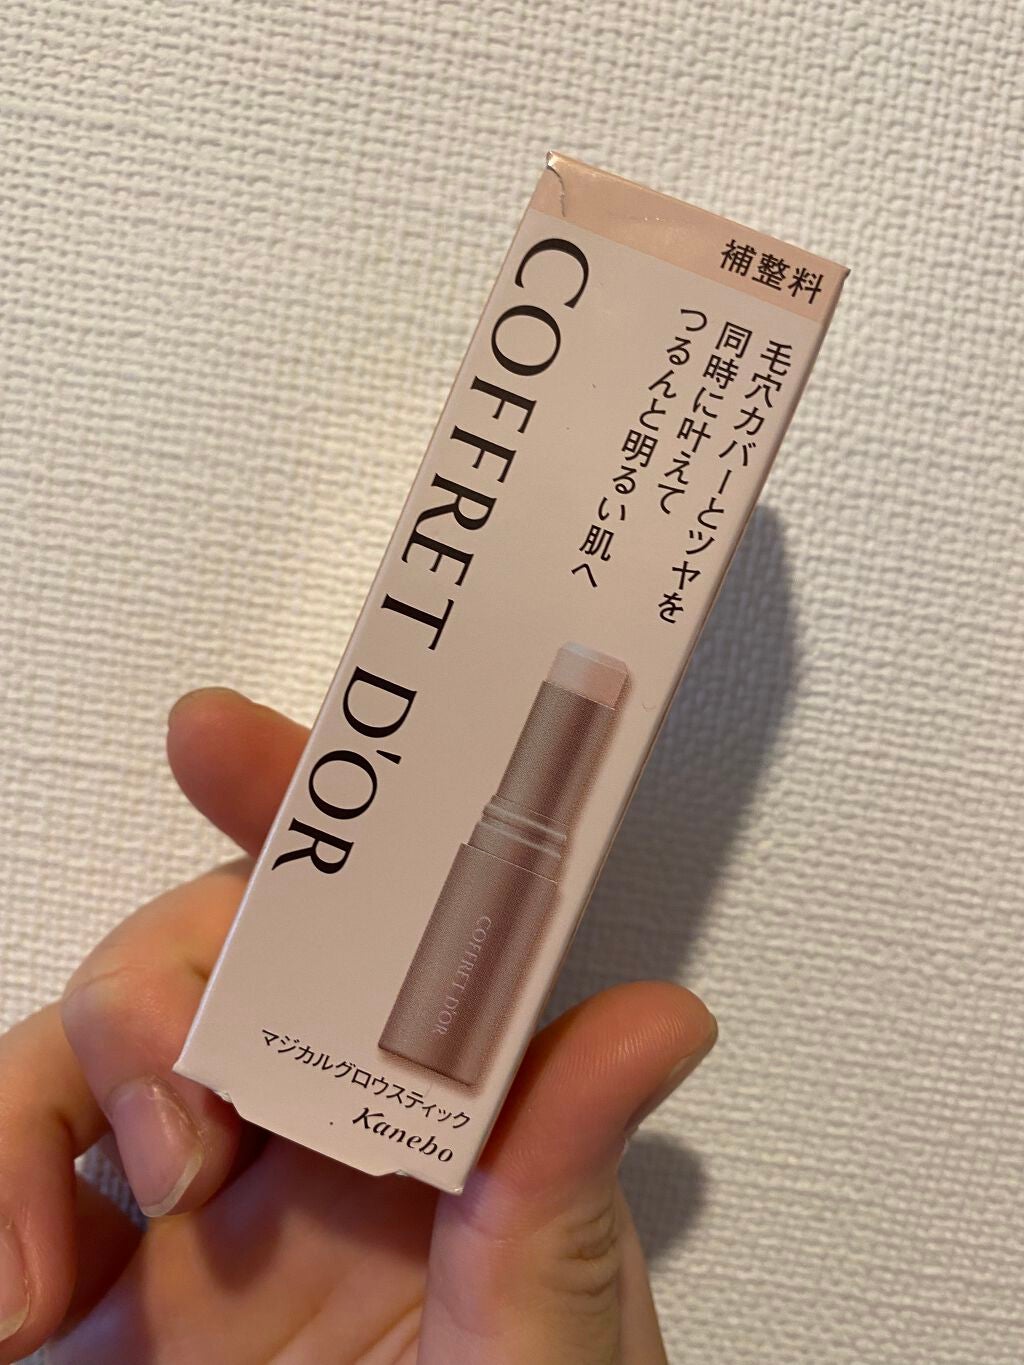 補整料
毛穴カバーとツヤを
同時に叶えて
つるんと明るい肌へ
COFFRET D'OR
COFFRET D'OR
マジカルグロウスティック
Kanebo